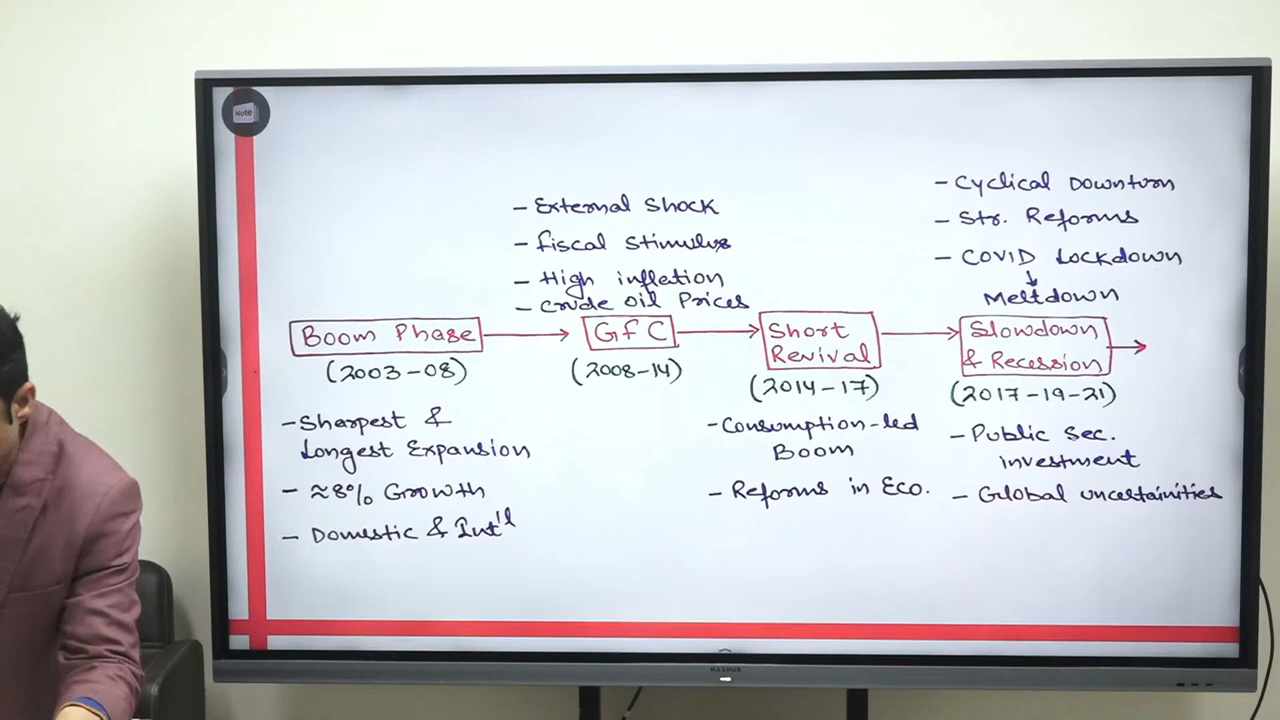 Note
- External Shock
- Fiscal Stimulus
- High inflation
- Crude oil Prices
- Cyclical Downturn
- Str. Reforms
- COVID Lockdown
↓
Meltdown
Boom Phase → GFC → Short Revival → Slowdown & Recession →
(2003-08)
(2008-14)
(2014-17)
(2017-19-21)
- Sharpest &
Longest Expansion
- ≈8% Growth
- Domestic & Int'l
- Consumption-led
Boom
- Reforms in Eco.
- Public Sec.
investment
- Global uncertainities
MAXHUB